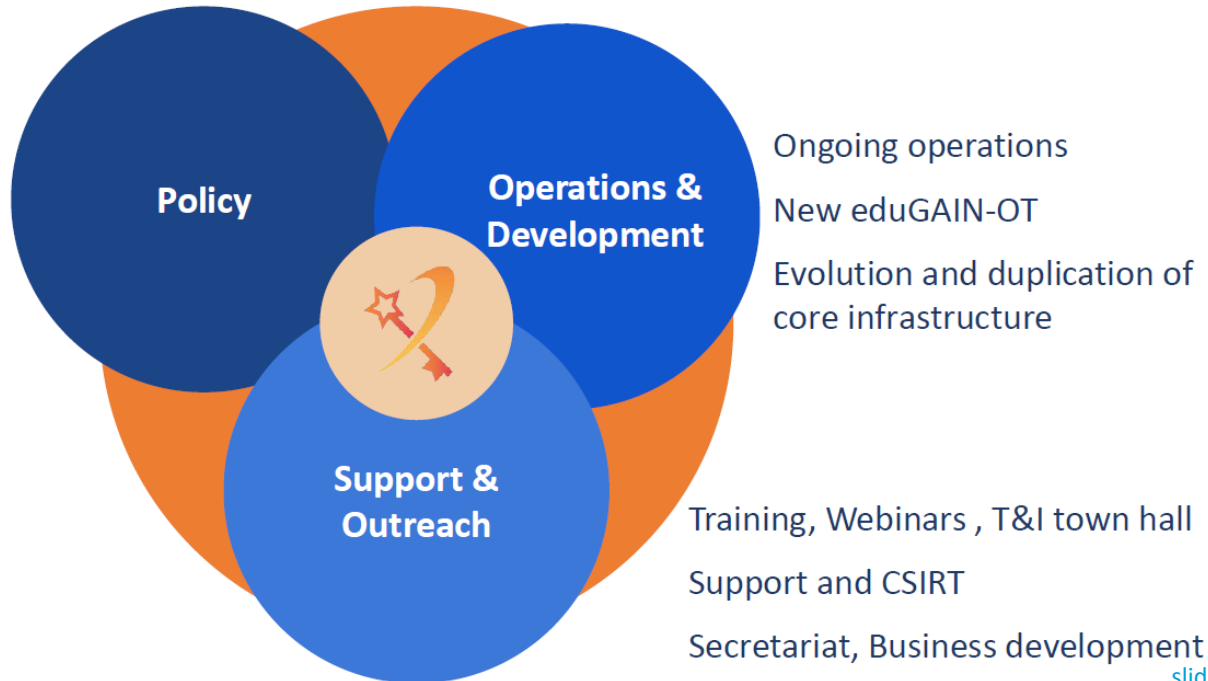 Policy
Operations &
Development
Ongoing operations
New eduGAIN-OT
Evolution and duplication of
core infrastructure
Support &
Outreach
Training, Webinars , T&I town hall
Support and CSIRT
Secretariat, Business development
slid